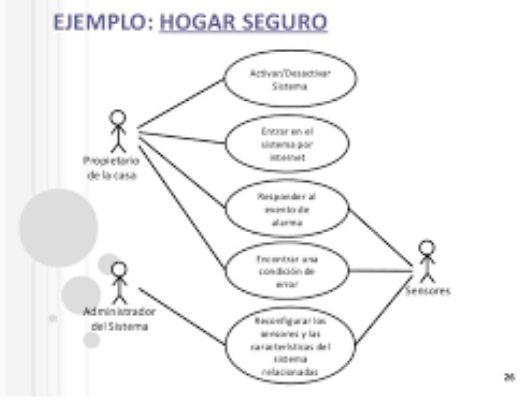 EJEMPLO: HOGAR SEGURO
Activar/Desactivar
Sistema
Entrar en el
sistema por
internet
Propietario
de la casa
Responder al
evento de
alarma
Encontrar una
condición de
error
Sensores
Administrador
del Sistema
Reconfigurar los
sensores y las
características del
sistema
relacionadas
26